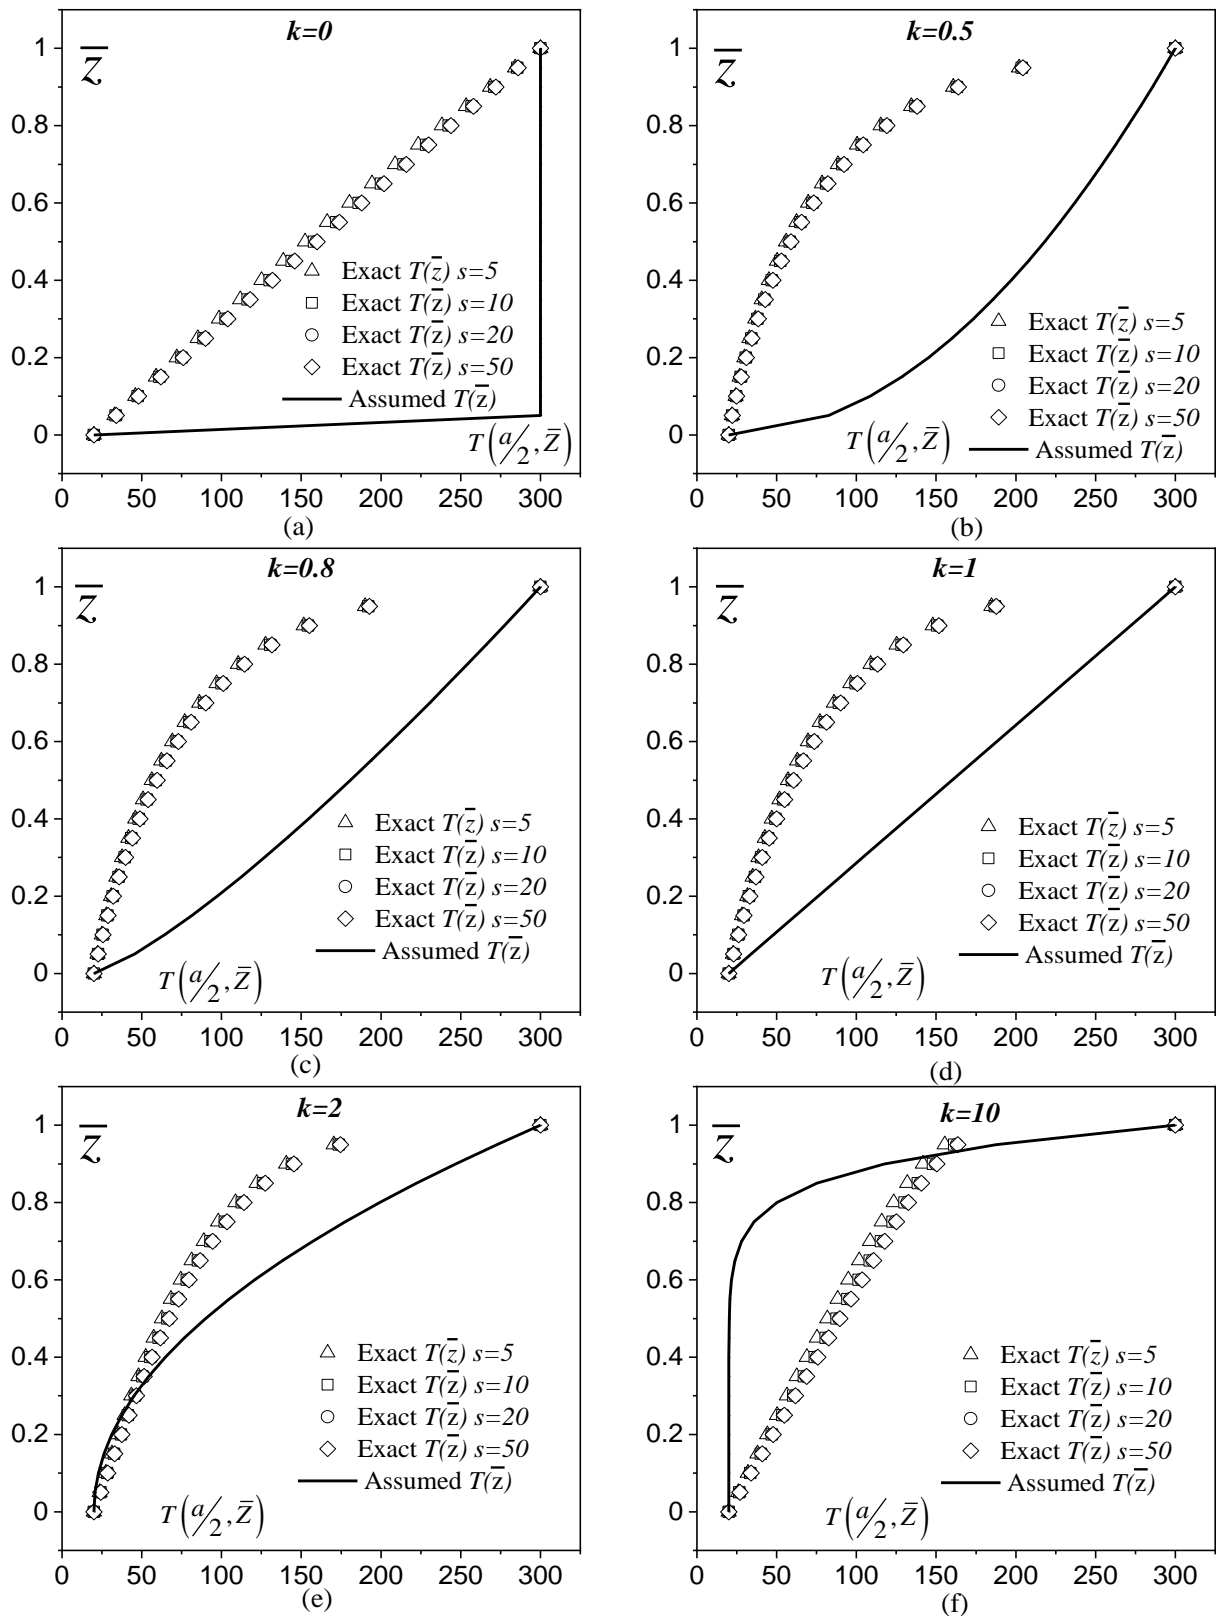 k=0
z̅
1
0.8
0.6
0.4
0.2
0
Exact T(z̅) s=5
Exact T(z̅) s=10
Exact T(z̅) s=20
Exact T(z̅) s=50
Assumed T(z̅)
T(a/2, Z̅)
0 50 100 150 200 250 300
(a)
k=0.5
z̅
1
0.8
0.6
0.4
0.2
0
Exact T(z̅) s=5
Exact T(z̅) s=10
Exact T(z̅) s=20
Exact T(z̅) s=50
T(a/2, Z̅)
Assumed T(z̅)
0 50 100 150 200 250 300
(b)
k=0.8
z̅
1
0.8
0.6
0.4
0.2
0
Exact T(z̅) s=5
Exact T(z̅) s=10
Exact T(z̅) s=20
Exact T(z̅) s=50
Assumed T(z̅)
T(a/2, Z̅)
0 50 100 150 200 250 300
(c)
k=1
z̅
1
0.8
0.6
0.4
0.2
0
Exact T(z̅) s=5
Exact T(z̅) s=10
Exact T(z̅) s=20
Exact T(z̅) s=50
Assumed T(z̅)
T(a/2, Z̅)
0 50 100 150 200 250 300
(d)
k=2
z̅
1
0.8
0.6
0.4
0.2
0
Exact T(z̅) s=5
Exact T(z̅) s=10
Exact T(z̅) s=20
Exact T(z̅) s=50
Assumed T(z̅)
T(a/2, Z̅)
0 50 100 150 200 250 300
(e)
k=10
z̅
1
0.8
0.6
0.4
0.2
0
Exact T(z̅) s=5
Exact T(z̅) s=10
Exact T(z̅) s=20
Exact T(z̅) s=50
Assumed T(z̅)
T(a/2, Z̅)
0 50 100 150 200 250 300
(f)